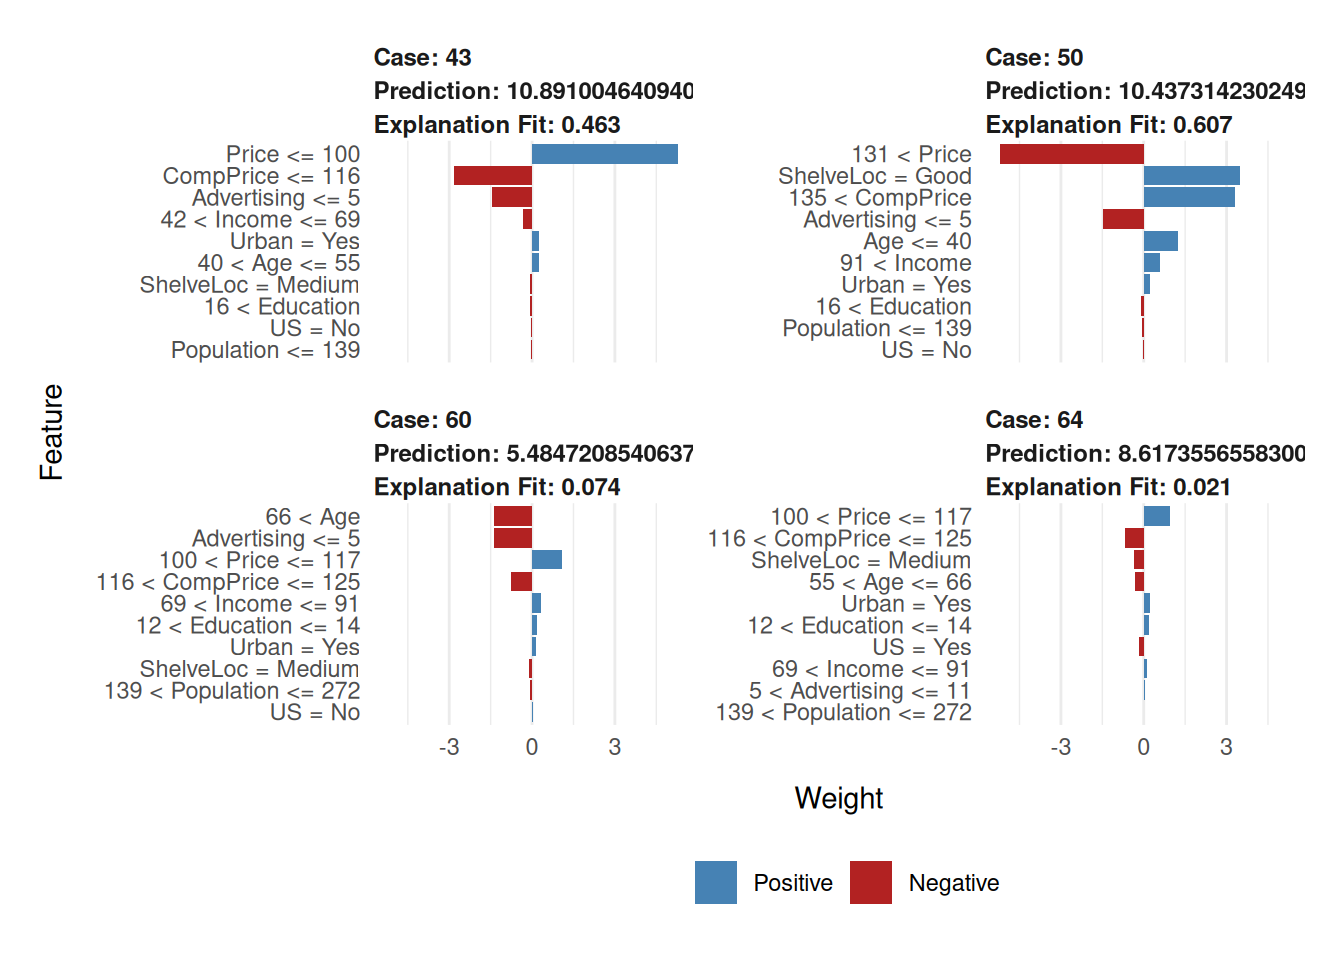 Case: 43
Prediction: 10.891004640940
Explanation Fit: 0.463
Price <= 100
CompPrice <= 116
Advertising <= 5
42 < Income <= 69
Urban = Yes
40 < Age <= 55
ShelveLoc = Medium
16 < Education
US = No
Population <= 139
Case: 50
Prediction: 10.437314230249
Explanation Fit: 0.607
131 < Price
ShelveLoc = Good
135 < CompPrice
Advertising <= 5
Age <= 40
91 < Income
Urban = Yes
16 < Education
Population <= 139
US = No
Feature
Case: 60
Prediction: 5.4847208540637
Explanation Fit: 0.074
66 < Age
Advertising <= 5
100 < Price <= 117
116 < CompPrice <= 125
69 < Income <= 91
12 < Education <= 14
Urban = Yes
ShelveLoc = Medium
139 < Population <= 272
US = No
-3 0 3
Case: 64
Prediction: 8.6173556558300
Explanation Fit: 0.021
100 < Price <= 117
116 < CompPrice <= 125
ShelveLoc = Medium
55 < Age <= 66
Urban = Yes
12 < Education <= 14
US = Yes
69 < Income <= 91
5 < Advertising <= 11
139 < Population <= 272
-3 0 3
Weight
Positive Negative